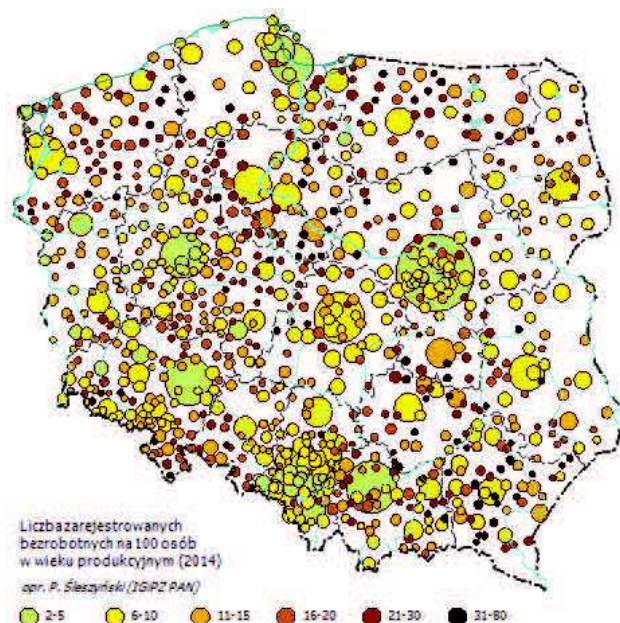 Liczba zarejestrowanych
bezrobotnych na 100 osób
w wieku produkcyjnym (2014)
opr. P. Śleszyński (IGiPZ PAN)
2-5 6-10 11-15 16-20 21-30 31-80